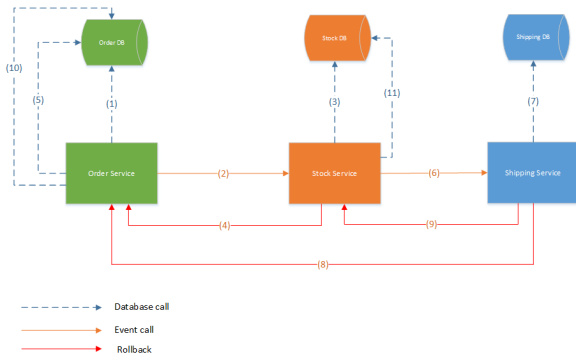 Order DB
Stock DB
Shipping DB
(10)
(5)
(1)
(3)
(11)
(7)
Order Service
(2)
Stock Service
(6)
Shipping Service
(4)
(9)
(8)
Database call
Event call
Rollback